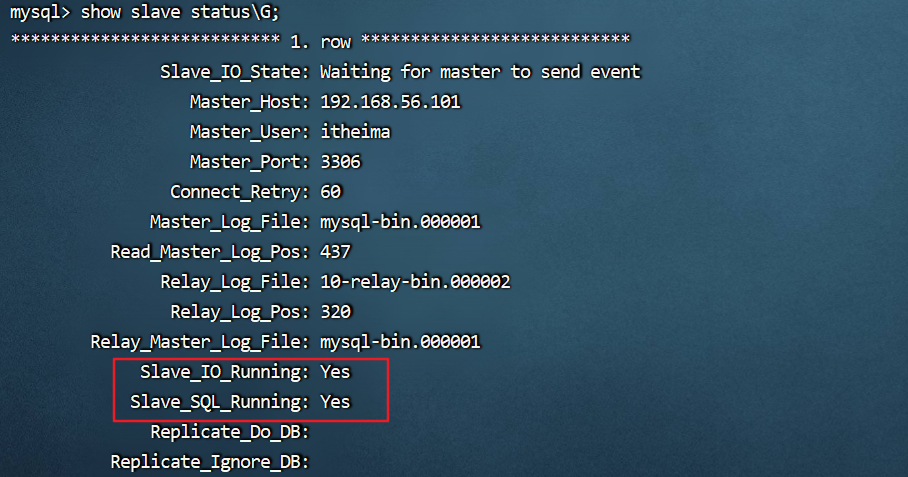 mysql> show slave status\G;
*************************** 1. row ***************************
Slave_IO_State: Waiting for master to send event
Master_Host: 192.168.56.101
Master_User: itheima
Master_Port: 3306
Connect_Retry: 60
Master_Log_File: mysql-bin.000001
Read_Master_Log_Pos: 437
Relay_Log_File: 10-relay-bin.000002
Relay_Log_Pos: 320
Relay_Master_Log_File: mysql-bin.000001
Slave_IO_Running: Yes
Slave_SQL_Running: Yes
Replicate_Do_DB:
Replicate_Ignore_DB: